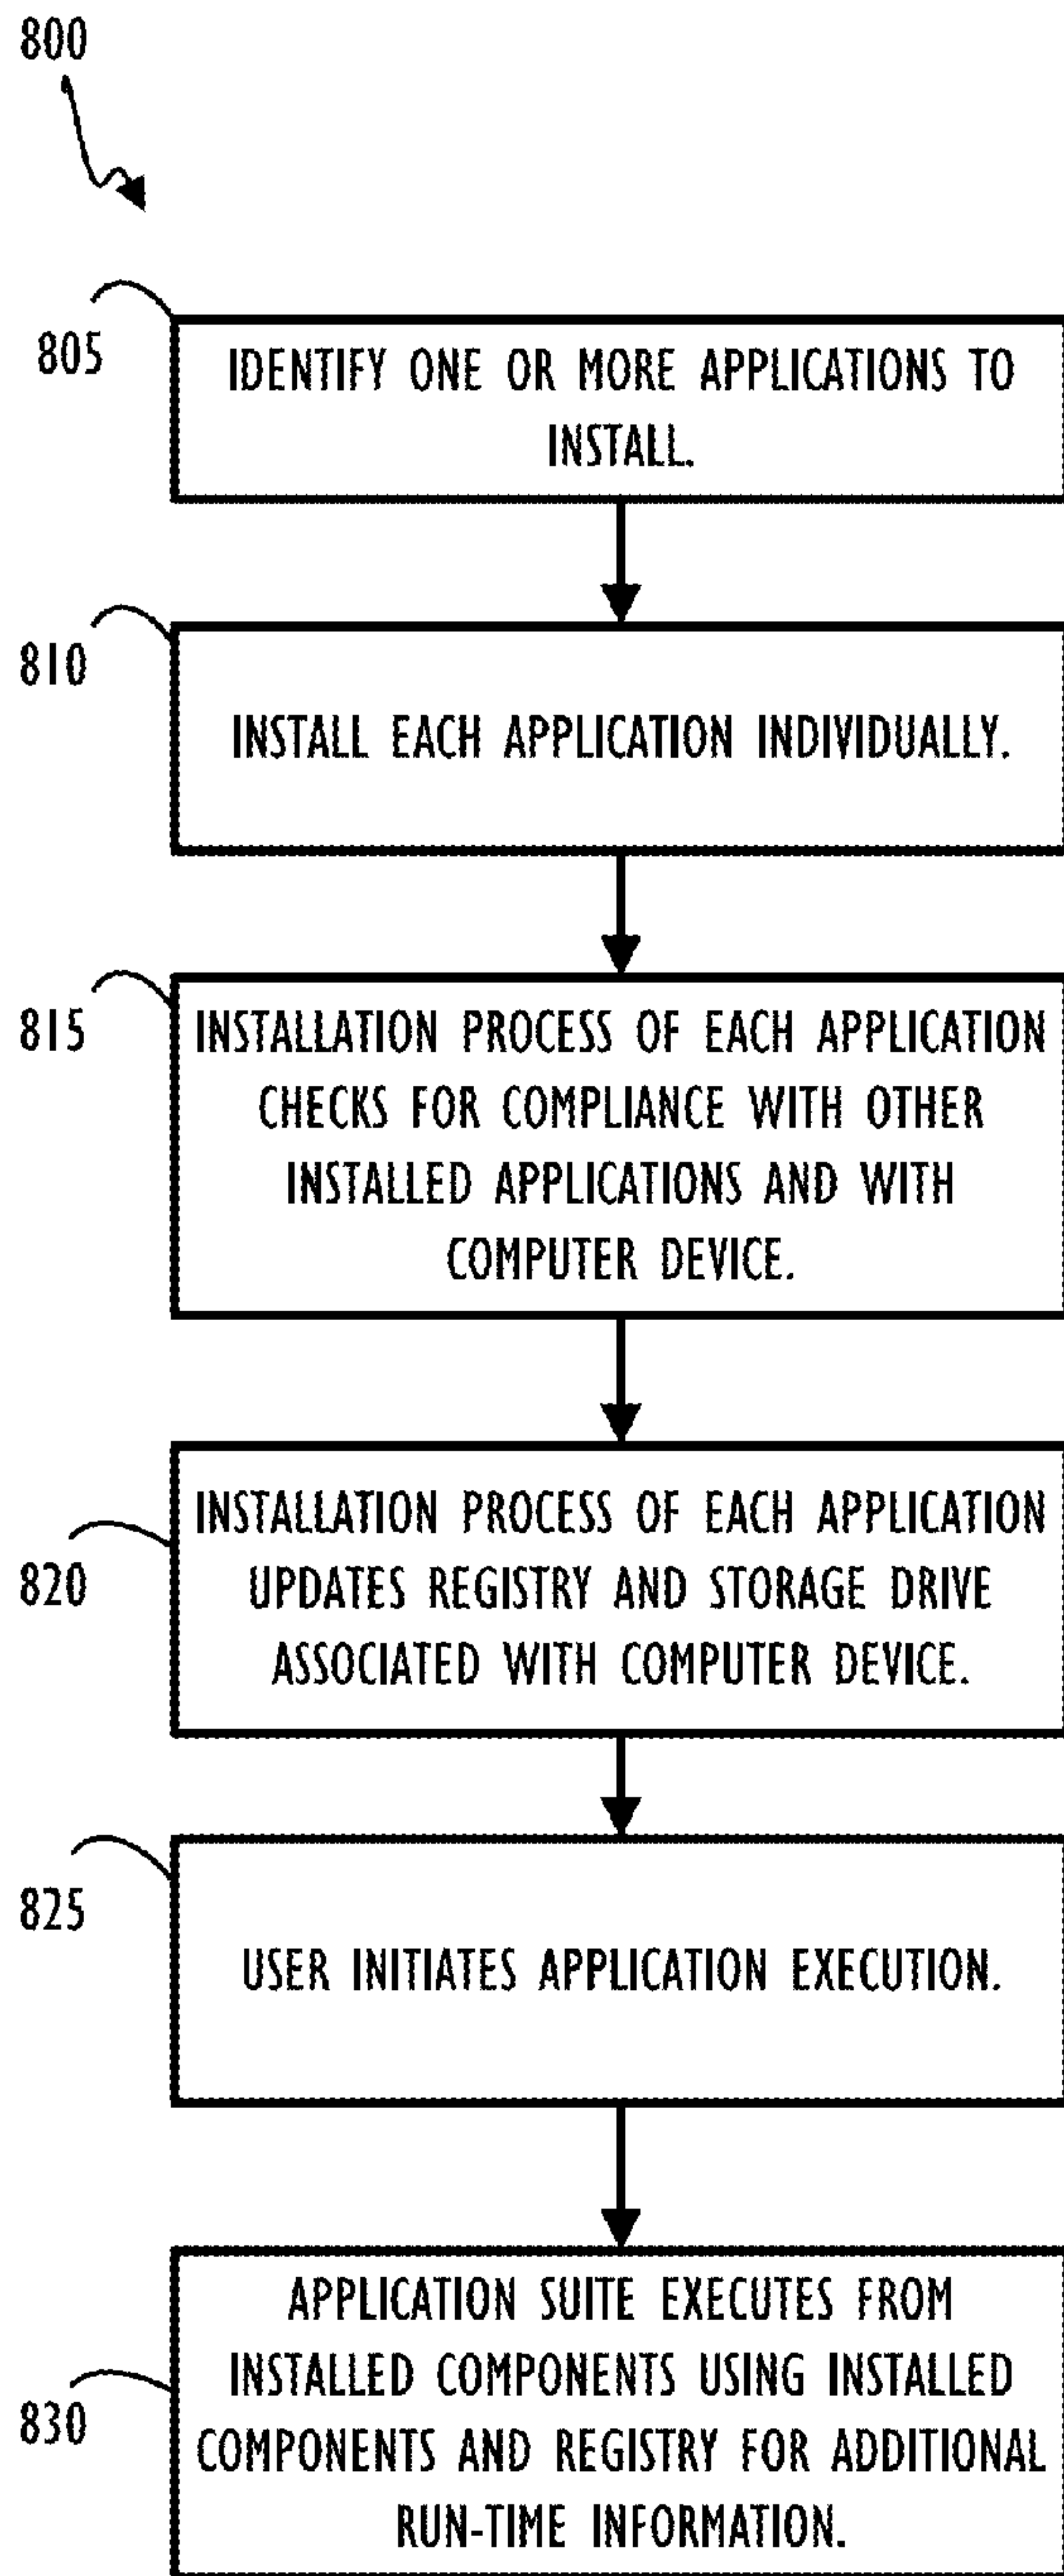 800
805
IDENTIFY ONE OR MORE APPLICATIONS TO
INSTALL.
810
INSTALL EACH APPLICATION INDIVIDUALLY.
815
INSTALLATION PROCESS OF EACH APPLICATION
CHECKS FOR COMPLIANCE WITH OTHER
INSTALLED APPLICATIONS AND WITH
COMPUTER DEVICE.
820
INSTALLATION PROCESS OF EACH APPLICATION
UPDATES REGISTRY AND STORAGE DRIVE
ASSOCIATED WITH COMPUTER DEVICE.
825
USER INITIATES APPLICATION EXECUTION.
830
APPLICATION SUITE EXECUTES FROM
INSTALLED COMPONENTS USING INSTALLED
COMPONENTS AND REGISTRY FOR ADDITIONAL
RUN-TIME INFORMATION.